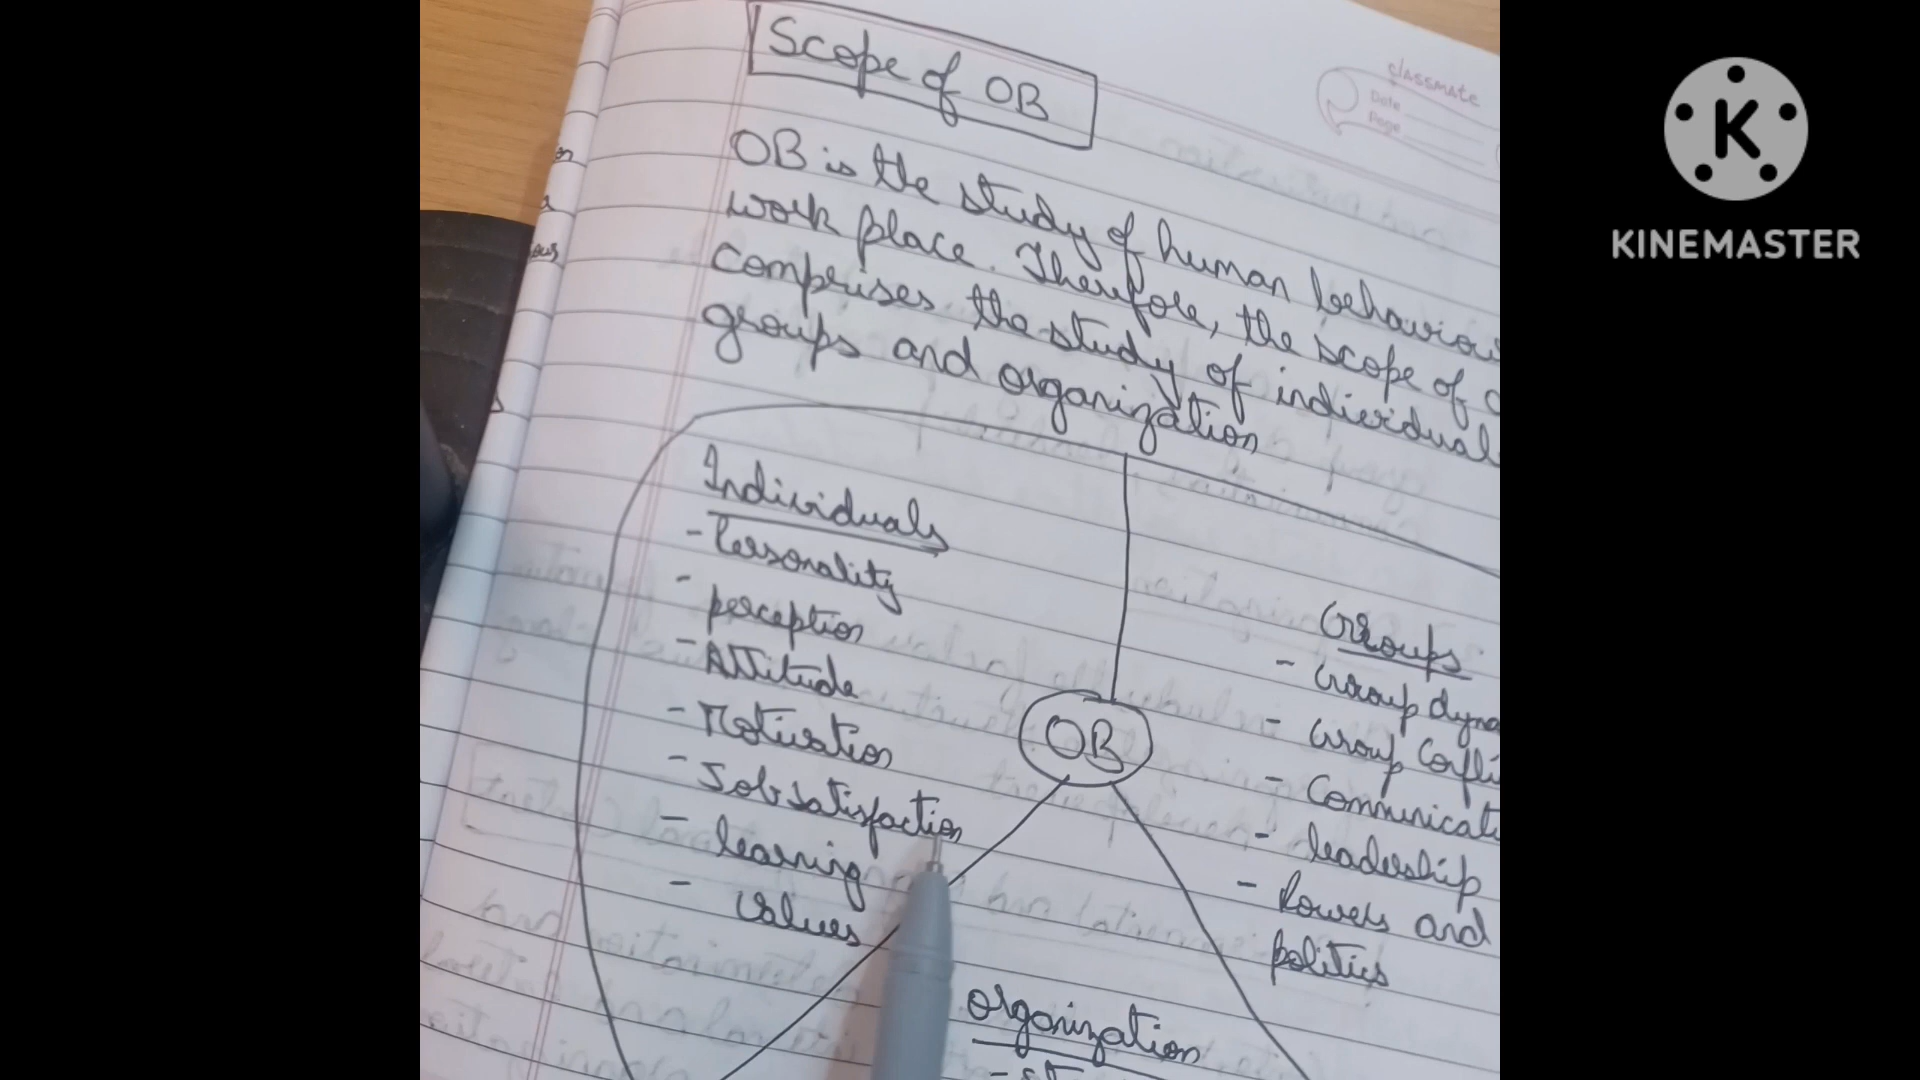 Scope of OB
classmate
Date
Page
OB is the study of human behaviou
work place. Therefore, the scope of
Comprises the study of individual
groups and organization
Individuals
- Personality
- perception
- Attitude
- Motivation
- Job satisfaction
- learning
- values
OB
Groups
- Group dyna
- Group Confli
- Communicat
- leadership
- Powers and
politics
organization
KINEMASTER